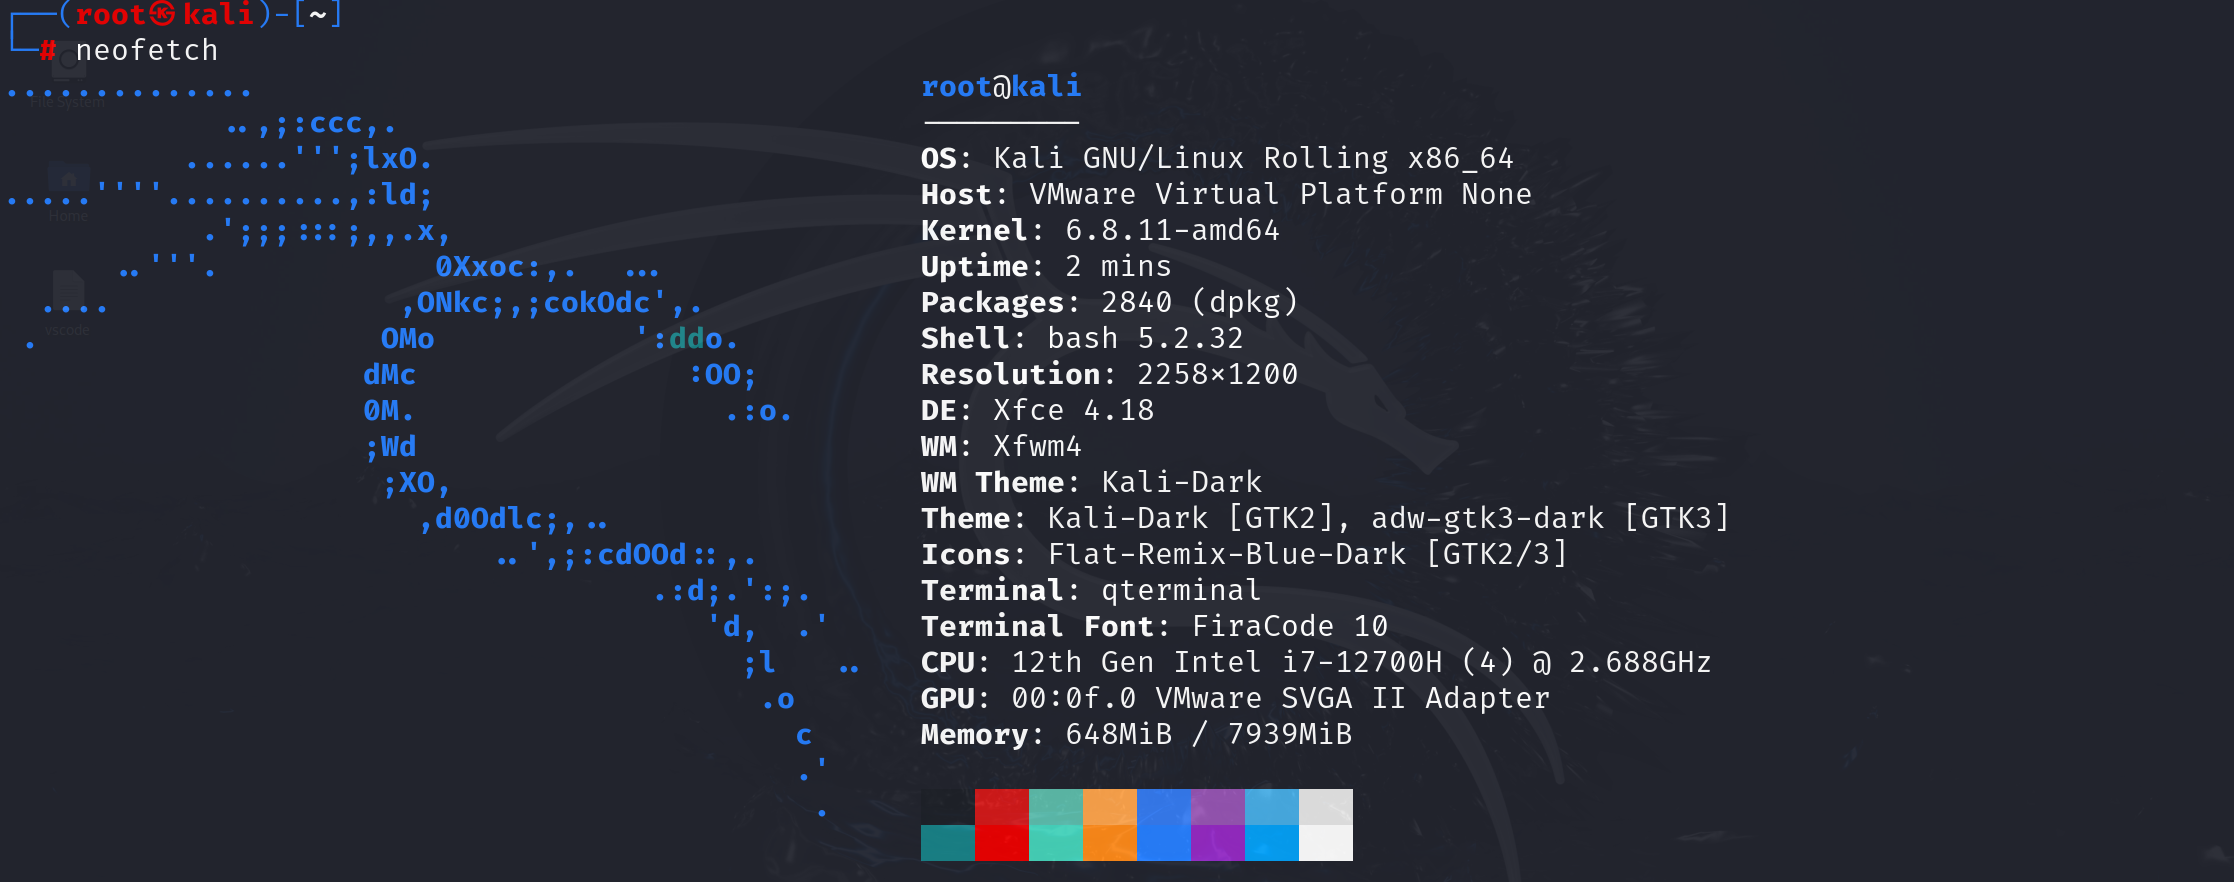 ┌──(root㉿kali)-[~]
└─# neofetch
..............                                     root@kali
            ..,;:ccc,.                             ---------
          ......''';lxO.                           OS: Kali GNU/Linux Rolling x86_64
.....''''..........,:ld;                           Host: VMware Virtual Platform None
           .';;;:::;,,.x,                          Kernel: 6.8.11-amd64
      ..'''.            0Xxoc:,.  ...              Uptime: 2 mins
  ....                ,ONkc;,;cokOdc',.            Packages: 2840 (dpkg)
 .                   OMo           ':ddo.          Shell: bash 5.2.32
                    dMc               :OO;         Resolution: 2258x1200
                    0M.                 .:o.       DE: Xfce 4.18
                    ;Wd                            WM: Xfwm4
                     ;XO,                          WM Theme: Kali-Dark
                       ,d0Odlc;,..                 Theme: Kali-Dark [GTK2], adw-gtk3-dark [GTK3]
                           ..',;:cdOOd::,.         Icons: Flat-Remix-Blue-Dark [GTK2/3]
                                    .:d;.':;.      Terminal: qterminal
                                       'd,  .'     Terminal Font: FiraCode 10
                                         ;l   ..   CPU: 12th Gen Intel i7-12700H (4) @ 2.688GHz
                                          .o       GPU: 00:0f.0 VMware SVGA II Adapter
                                            c      Memory: 648MiB / 7939MiB
                                            .'
                                             .
File System
Home
vscode